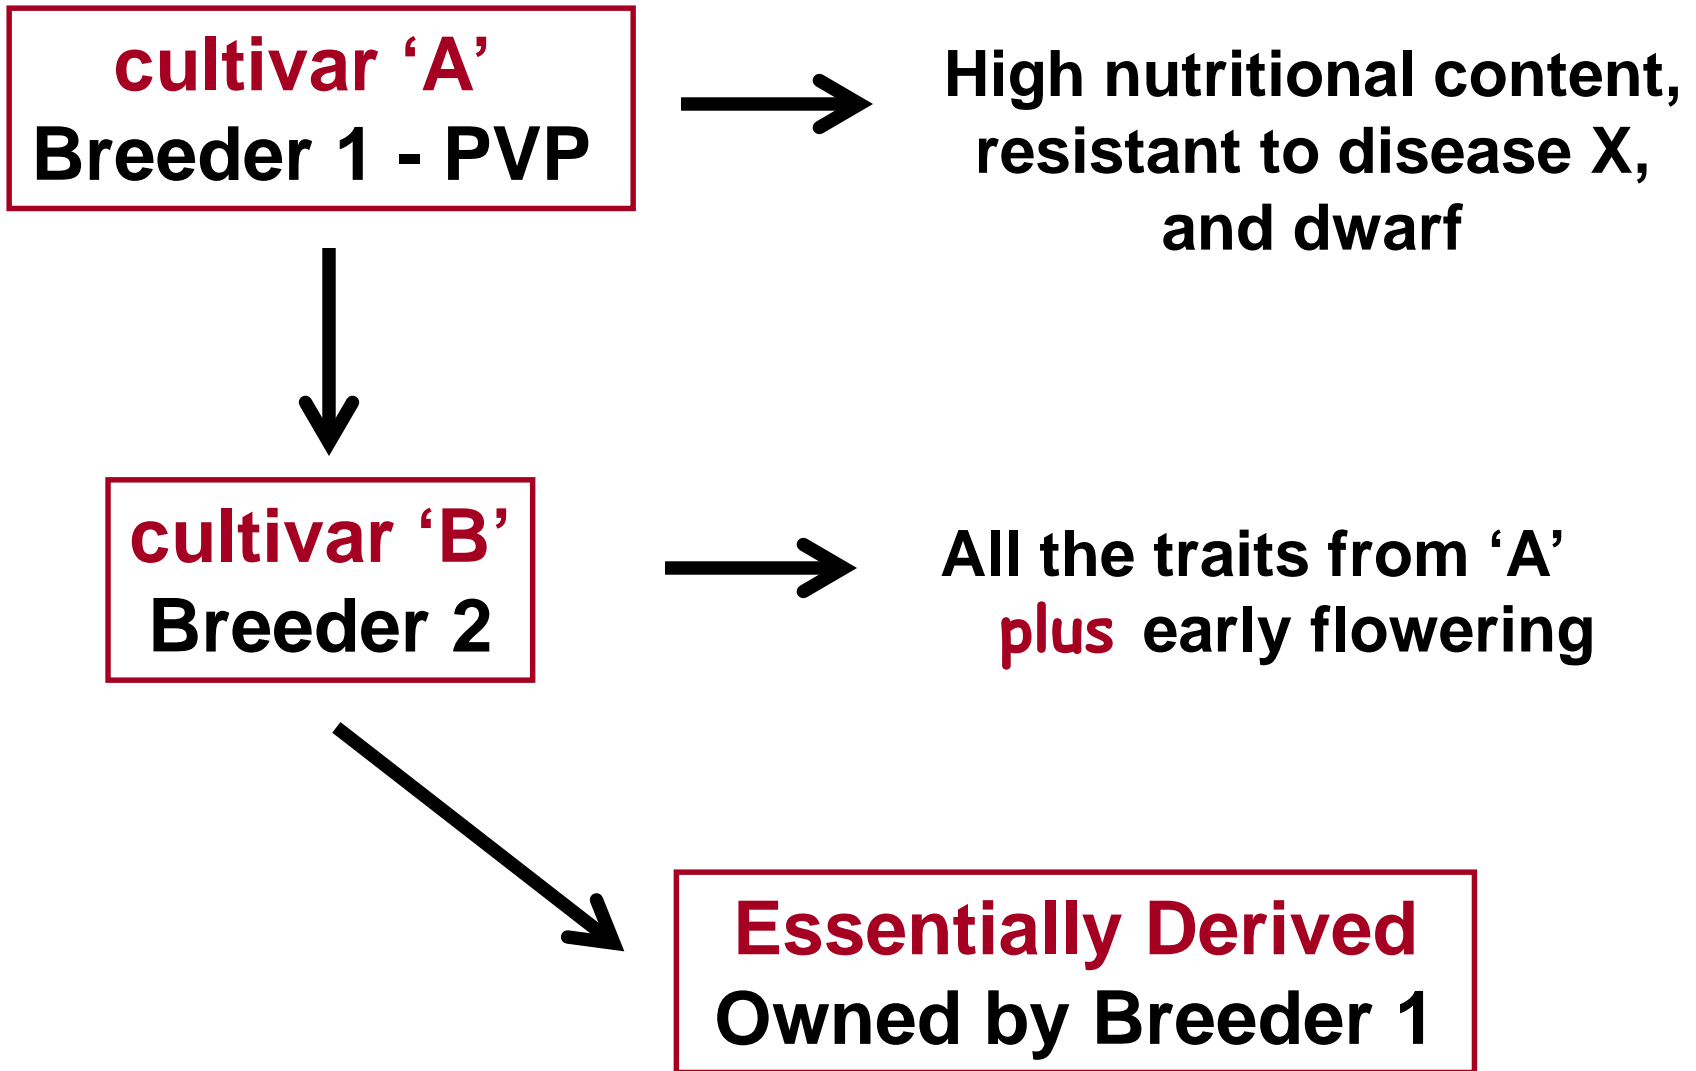 cultivar ‘A’
Breeder 1 - PVP
High nutritional content,
resistant to disease X,
and dwarf
cultivar ‘B’
Breeder 2
All the traits from ‘A’
plus early flowering
Essentially Derived
Owned by Breeder 1